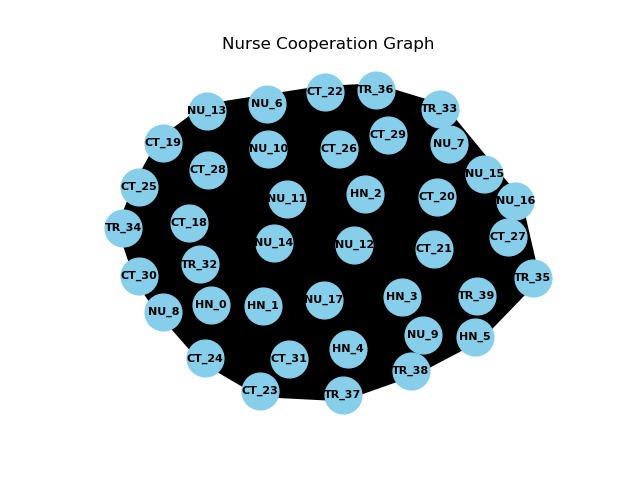 Nurse Cooperation Graph
CT_22
TR_36
NU_6
NU_13
TR_33
CT_29
CT_19
NU_7
NU_10
CT_26
CT_28
NU_15
CT_25
HN_2
CT_20
NU_11
NU_16
CT_18
TR_34
CT_27
NU_14
NU_12
CT_21
TR_32
CT_30
TR_35
HN_0
HN_1
NU_17
HN_3
TR_39
NU_8
NU_9
HN_5
HN_4
CT_24
CT_31
TR_38
CT_23
TR_37